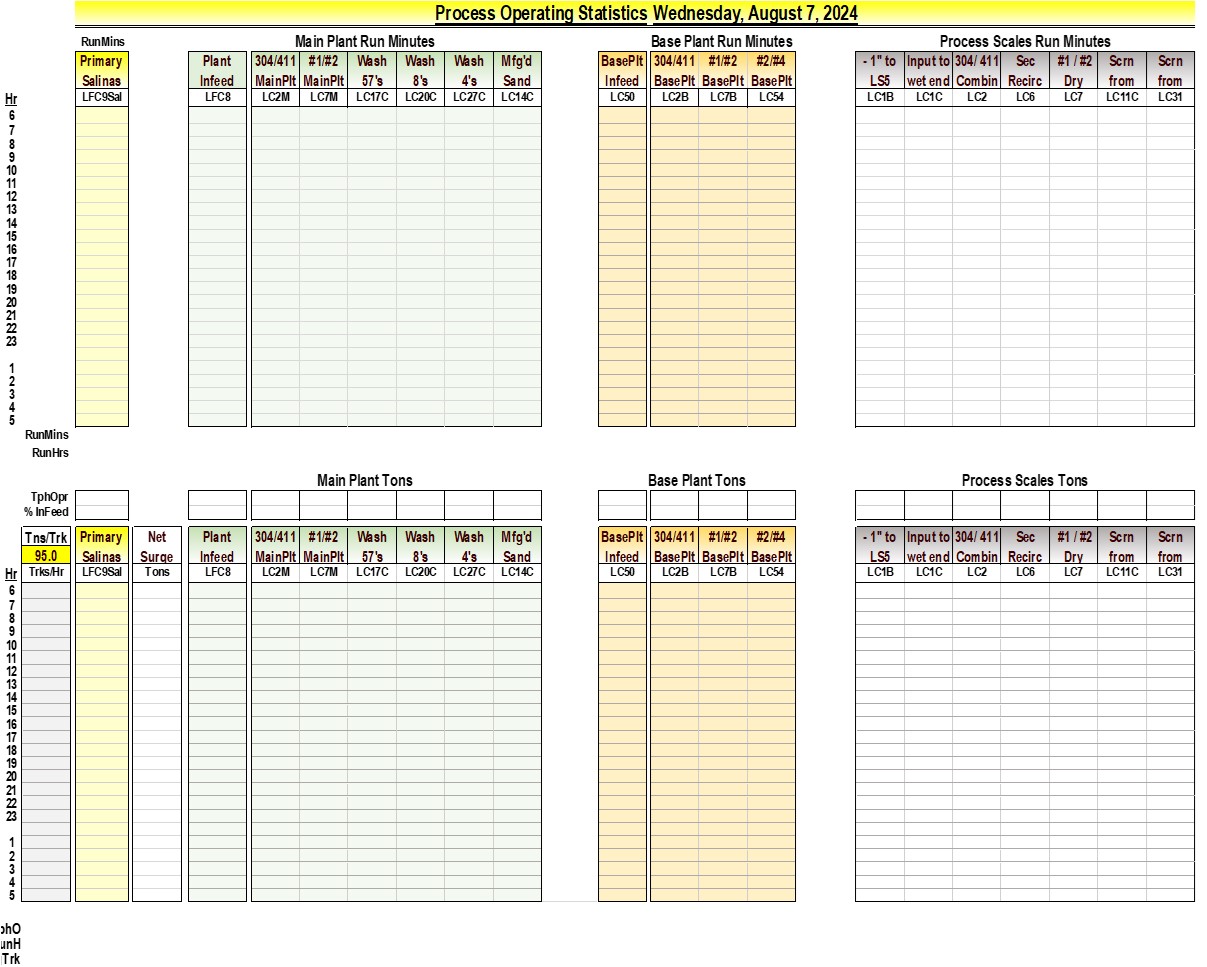 Process Operating Statistics Wednesday, August 7, 2024
RunMins Main Plant Run Minutes Base Plant Run Minutes Process Scales Run Minutes
Primary Plant 304/411 #1/#2 Wash Wash Wash Mfg'd BasePlt 304/411 #1/#2 #2/#4 - 1" to Input to 304/ 411 Sec #1 / #2 Scrn Scrn
Salinas Infeed MainPlt MainPlt 57's 8's 4's Sand Infeed BasePlt BasePlt BasePlt LS5 wet end Combin Recirc Dry from from
Hr LFC9Sal LFC8 LC2M LC7M LC17C LC20C LC27C LC14C LC50 LC2B LC7B LC54 LC1B LC1C LC2 LC6 LC7 LC11C LC31
6
7
8
9
10
11
12
13
14
15
16
17
18
19
20
21
22
23
1
2
3
4
5
RunMins
RunHrs
Main Plant Tons Base Plant Tons Process Scales Tons
TphOpr
% InFeed
Tns/Trk Primary Net Plant 304/411 #1/#2 Wash Wash Wash Mfg'd BasePlt 304/411 #1/#2 #2/#4 - 1" to Input to 304/ 411 Sec #1 / #2 Scrn Scrn
95.0 Salinas Surge Infeed MainPlt MainPlt 57's 8's 4's Sand Infeed BasePlt BasePlt BasePlt LS5 wet end Combin Recirc Dry from from
Hr Trks/Hr LFC9Sal Tons LFC8 LC2M LC7M LC17C LC20C LC27C LC14C LC50 LC2B LC7B LC54 LC1B LC1C LC2 LC6 LC7 LC11C LC31
6
7
8
9
10
11
12
13
14
15
16
17
18
19
20
21
22
23
1
2
3
4
5
phO
unH
Trk